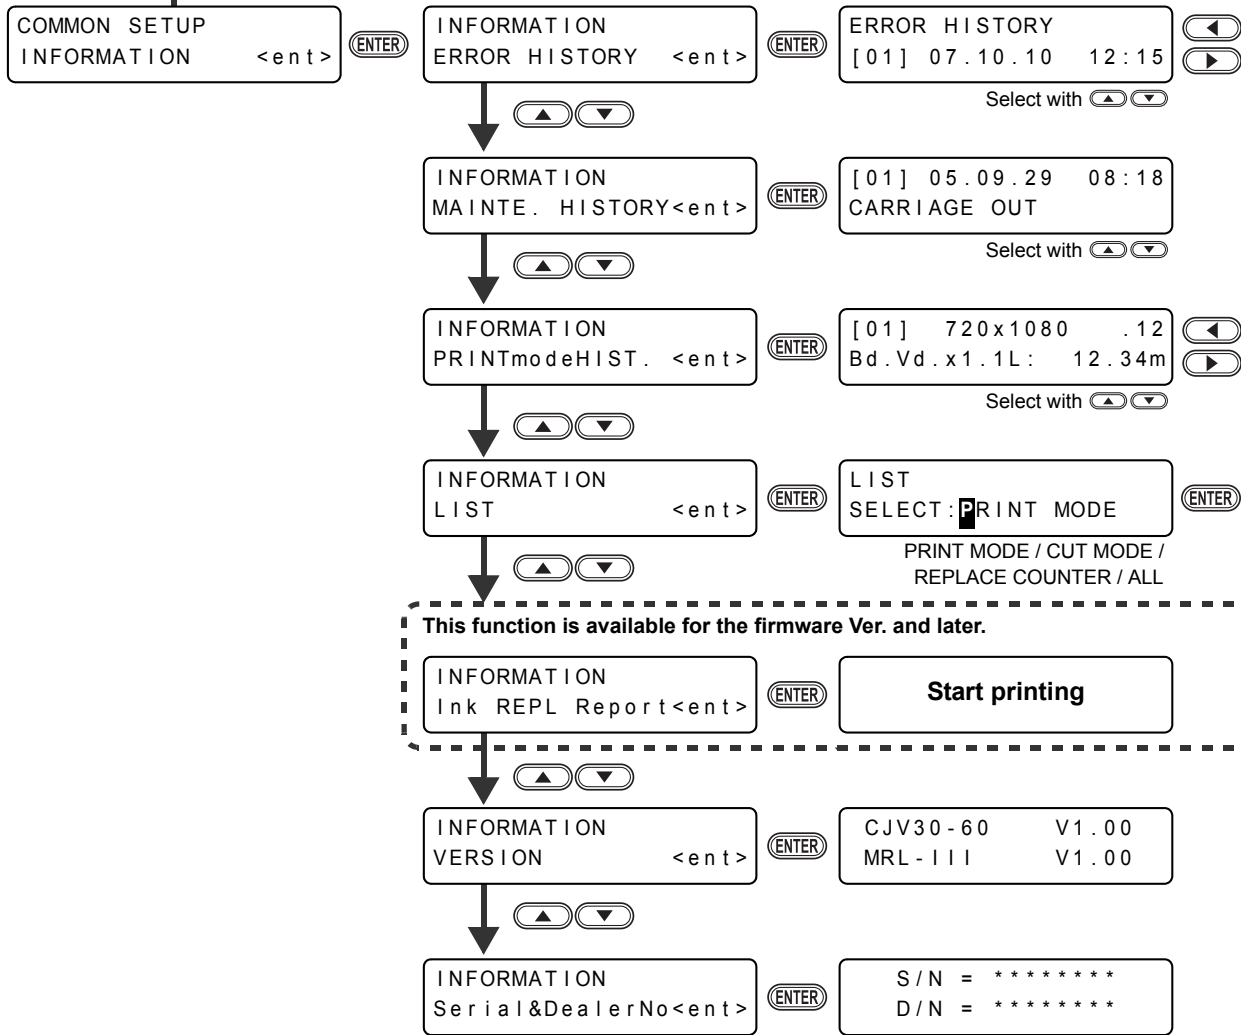 COMMON SETUP
INFORMATION <ent>
ENTER
INFORMATION
ERROR HISTORY <ent>
ENTER
ERROR HISTORY
[01] 07.10.10 12:15
Select with
INFORMATION
MAINTE. HISTORY<ent>
ENTER
[01] 05.09.29 08:18
CARRIAGE OUT
Select with
INFORMATION
PRINTmodeHIST. <ent>
ENTER
[01] 720x1080 .12
Bd.Vd.x1.1L: 12.34m
Select with
INFORMATION
LIST <ent>
ENTER
LIST
SELECT:PRINT MODE
ENTER
PRINT MODE / CUT MODE /
REPLACE COUNTER / ALL
This function is available for the firmware Ver. and later.
INFORMATION
Ink REPL Report<ent>
ENTER
Start printing
INFORMATION
VERSION <ent>
ENTER
CJV30-60 V1.00
MRL-III V1.00
INFORMATION
Serial&DealerNo<ent>
ENTER
S/N = ********
D/N = ********